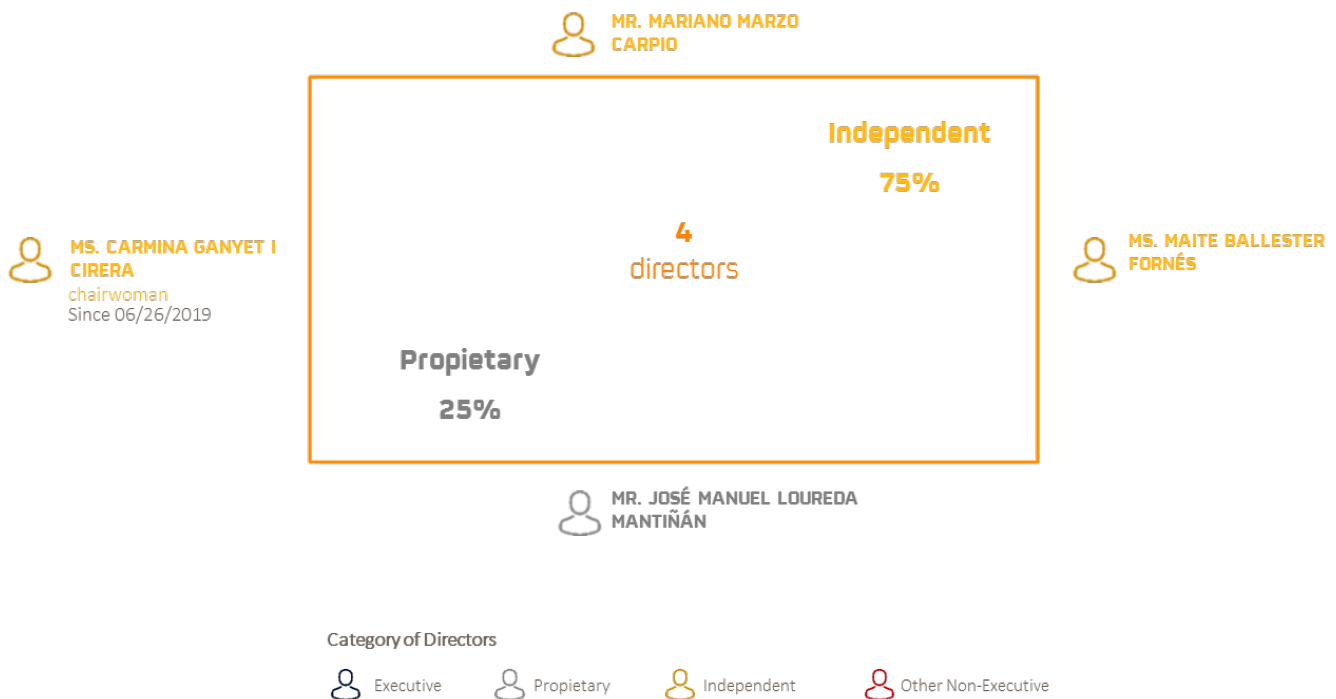 MR. MARIANO MARZO
CARPIO
Independent
75%
4
directors
MS. CARMINA GANYET I
CIRERA
chairwoman
Since 06/26/2019
MS. MAITE BALLESTER
FORNÉS
Propietary
25%
MR. JOSÉ MANUEL LOUREDA
MANTIÑÁN
Category of Directors
Executive Propietary Independent Other Non-Executive